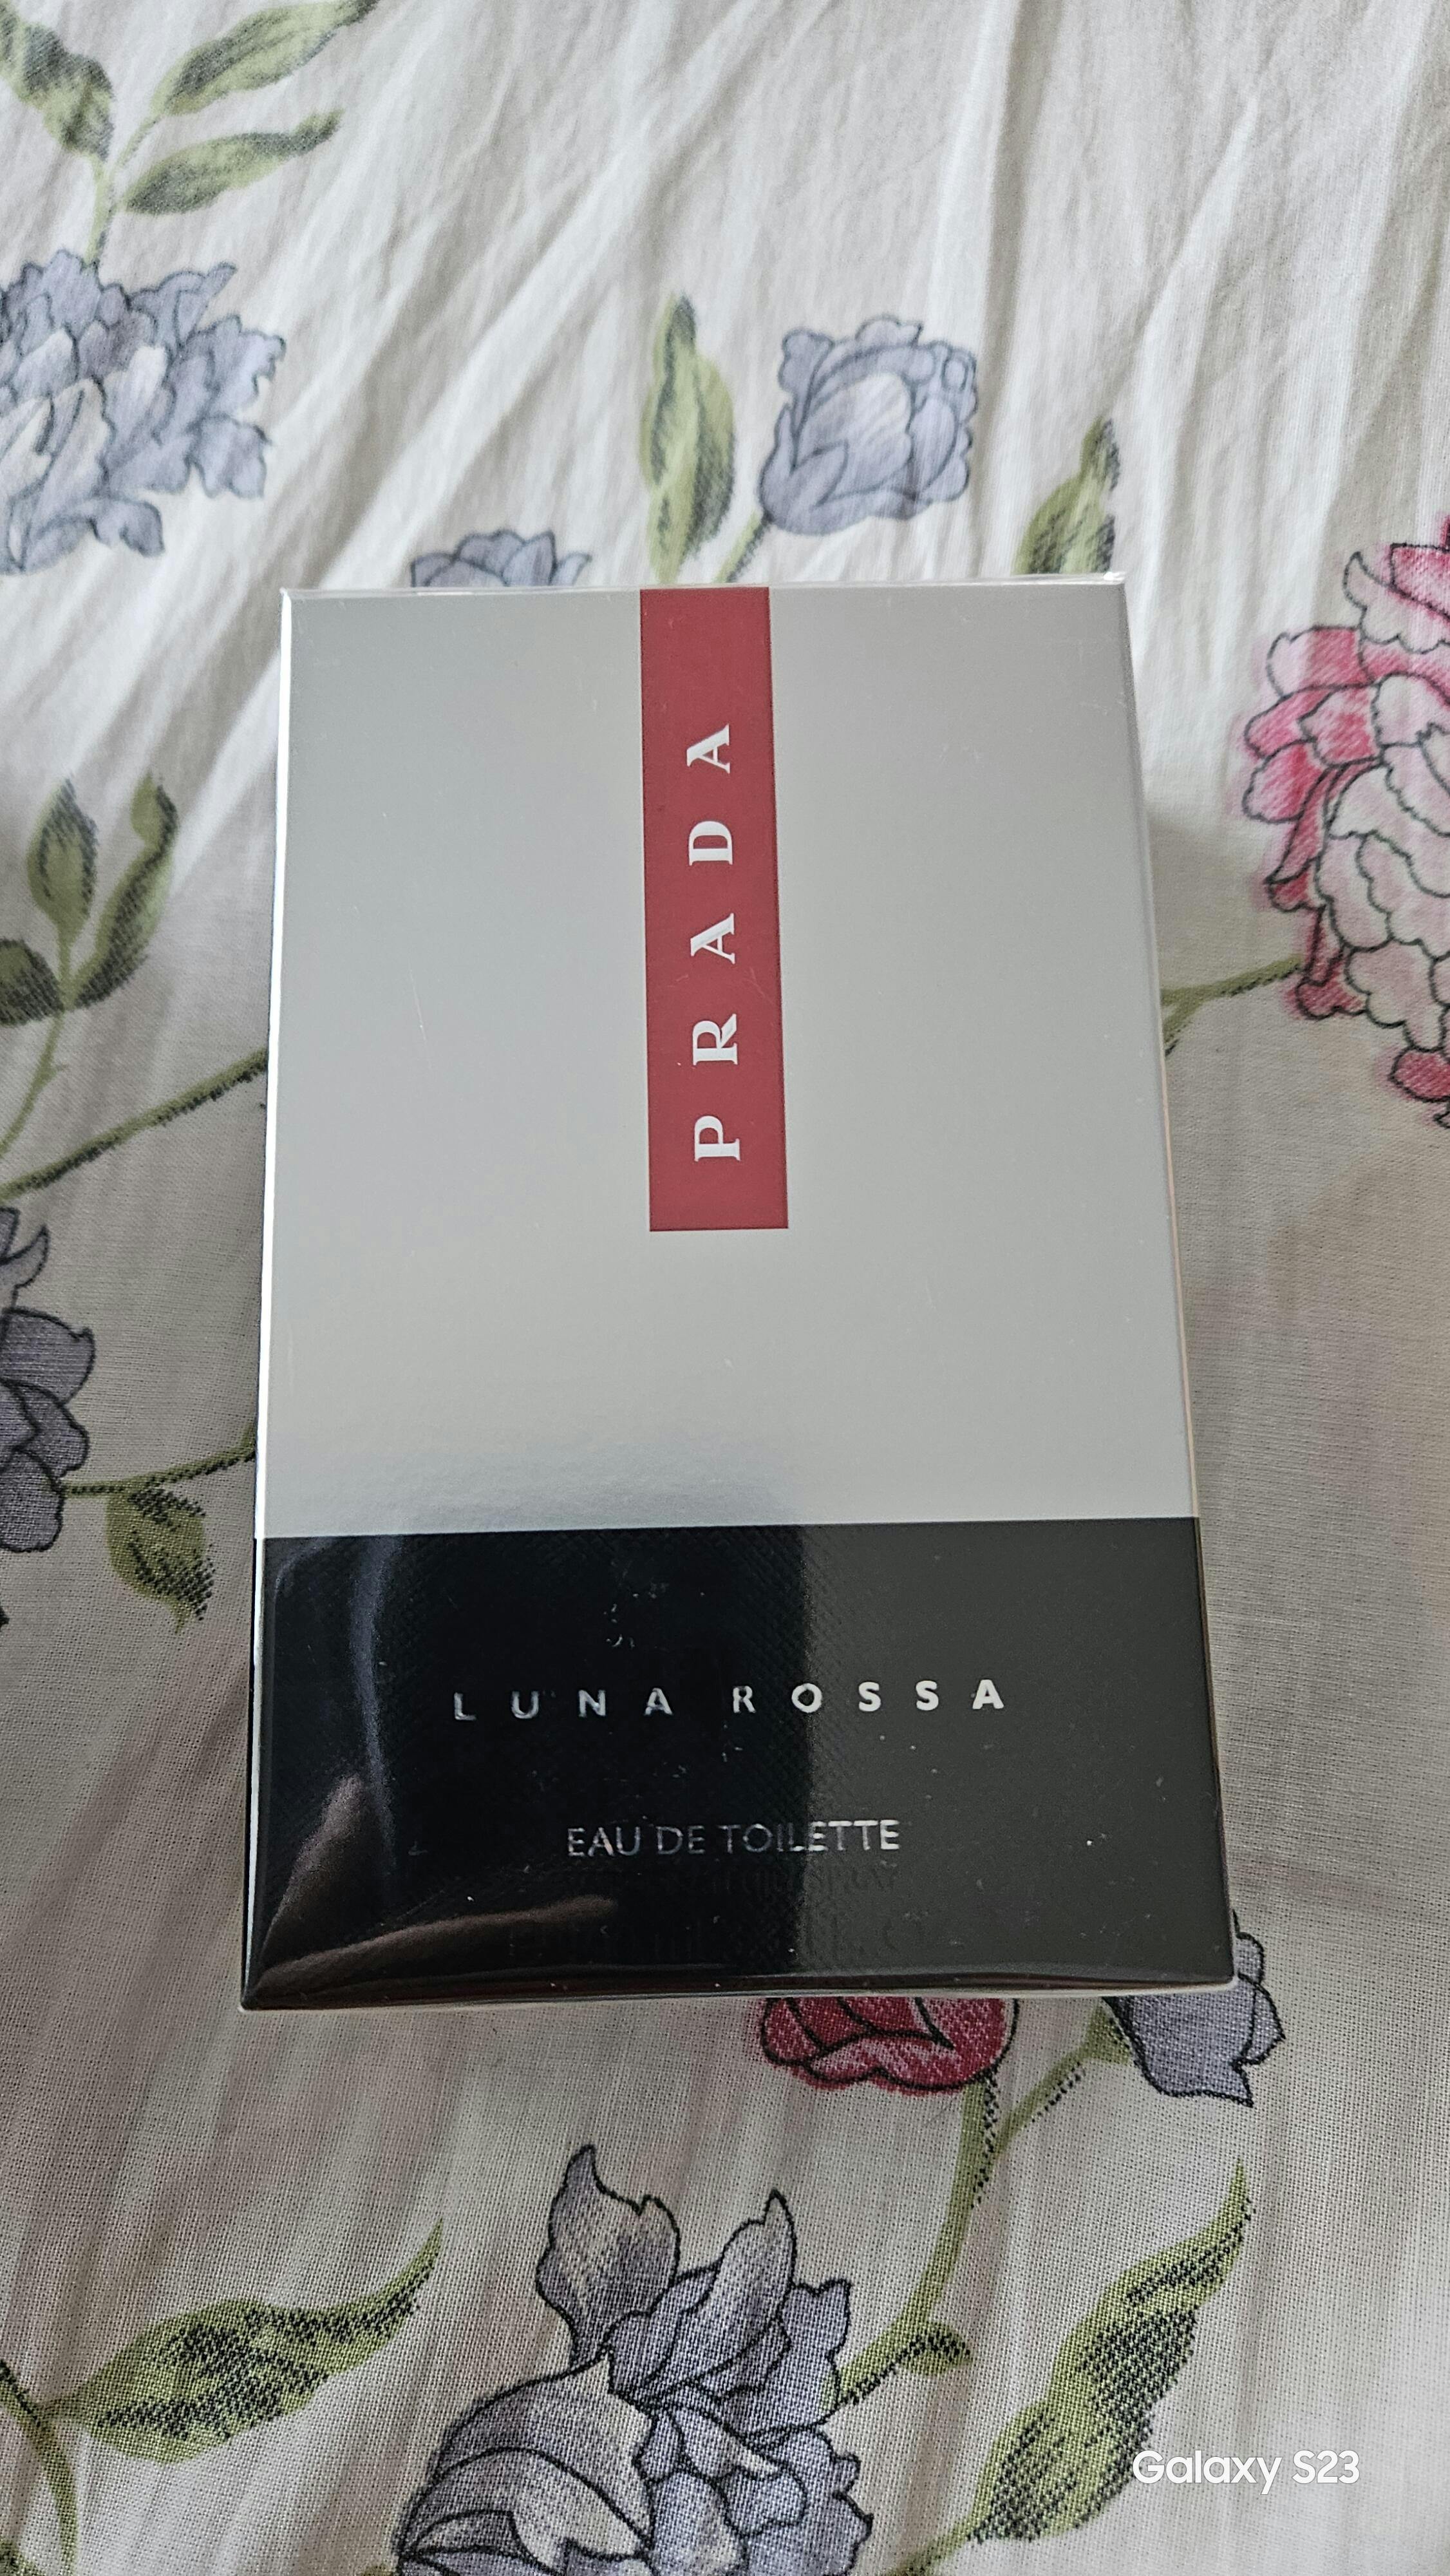 PRADA
LUNA ROSSA
EAU DE TOILETTE
Galaxy S23